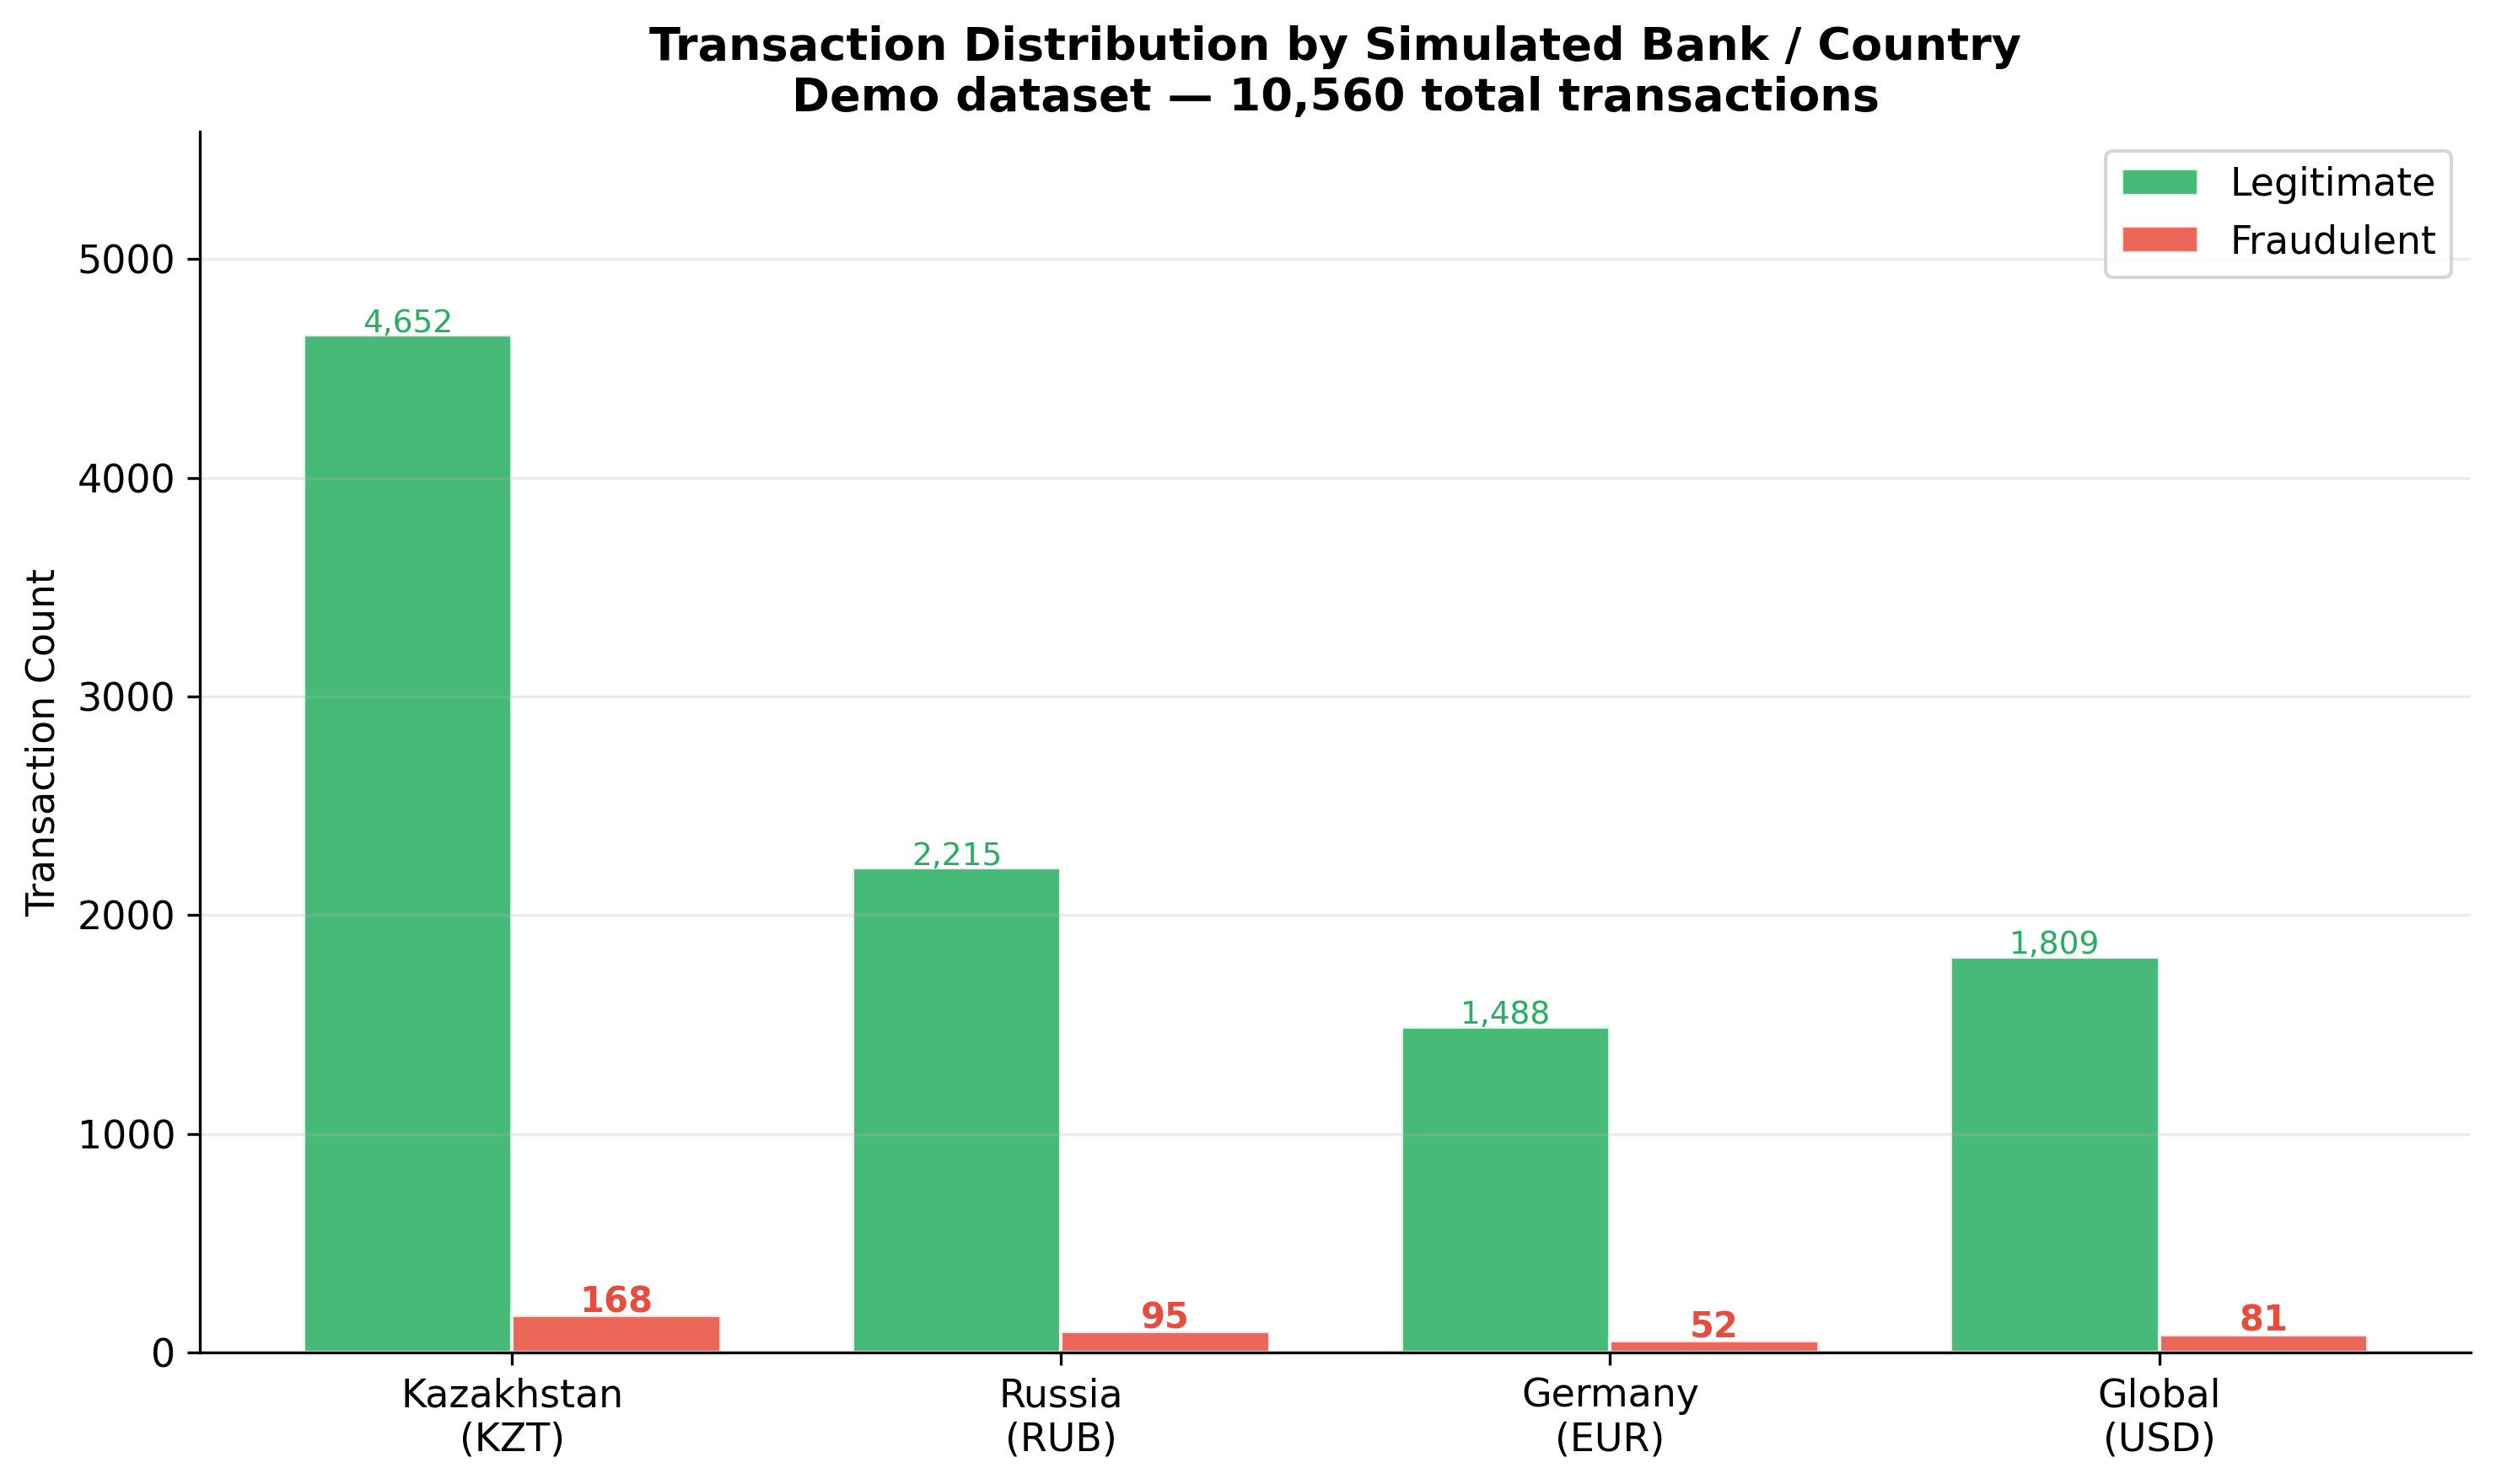 Transaction Distribution by Simulated Bank / Country
Demo dataset — 10,560 total transactions
Legitimate
Fraudulent
Transaction Count
5000
4000
3000
2000
1000
0
4,652
168
2,215
95
1,488
52
1,809
81
Kazakhstan
(KZT)
Russia
(RUB)
Germany
(EUR)
Global
(USD)